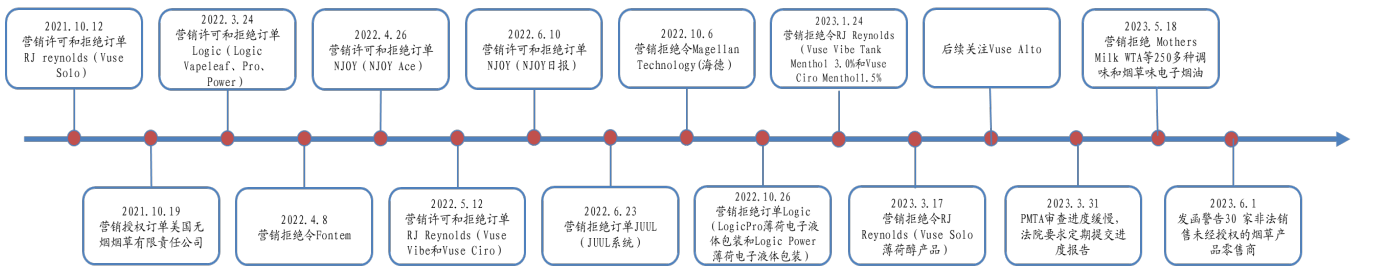 2021.10.12
营销许可和拒绝订单
RJ reynolds（Vuse
Solo）
2022.3.24
营销许可和拒绝订单
Logic（Logic
Vapeleaf、Pro、
Power）
2022.4.26
营销许可和拒绝订单
NJOY（NJOY Ace）
2022.6.10
营销许可和拒绝订单
NJOY（NJOY日报）
2022.10.6
营销拒绝令Magellan
Technology(海德）
2023.1.24
营销拒绝令RJ Reynolds
（Vuse Vibe Tank
Menthol 3.0%和Vuse
Ciro Menthol1.5%
后续关注Vuse Alto
2023.5.18
营销拒绝 Mothers
Milk WTA等250多种调
味和烟草味电子烟油
2021.10.19
营销授权订单美国无
烟烟草有限责任公司
2022.4.8
营销拒绝令Fontem
2022.5.12
营销许可和拒绝订单
RJ Reynolds（Vuse
Vibe和Vuse Ciro）
2022.6.23
营销拒绝订单JUUL
（JUUL系统）
2022.10.26
营销拒绝订单Logic
（LogicPro薄荷电子液
体包装和Logic Power
薄荷电子液体包装）
2023.3.17
营销拒绝令RJ
Reynolds（Vuse Solo
薄荷醇产品）
2023.3.31
PMTA审查进度缓慢，
法院要求定期提交进
度报告
2023.6.1
发函警告30 家非法销
售未经授权的烟草产
品零售商